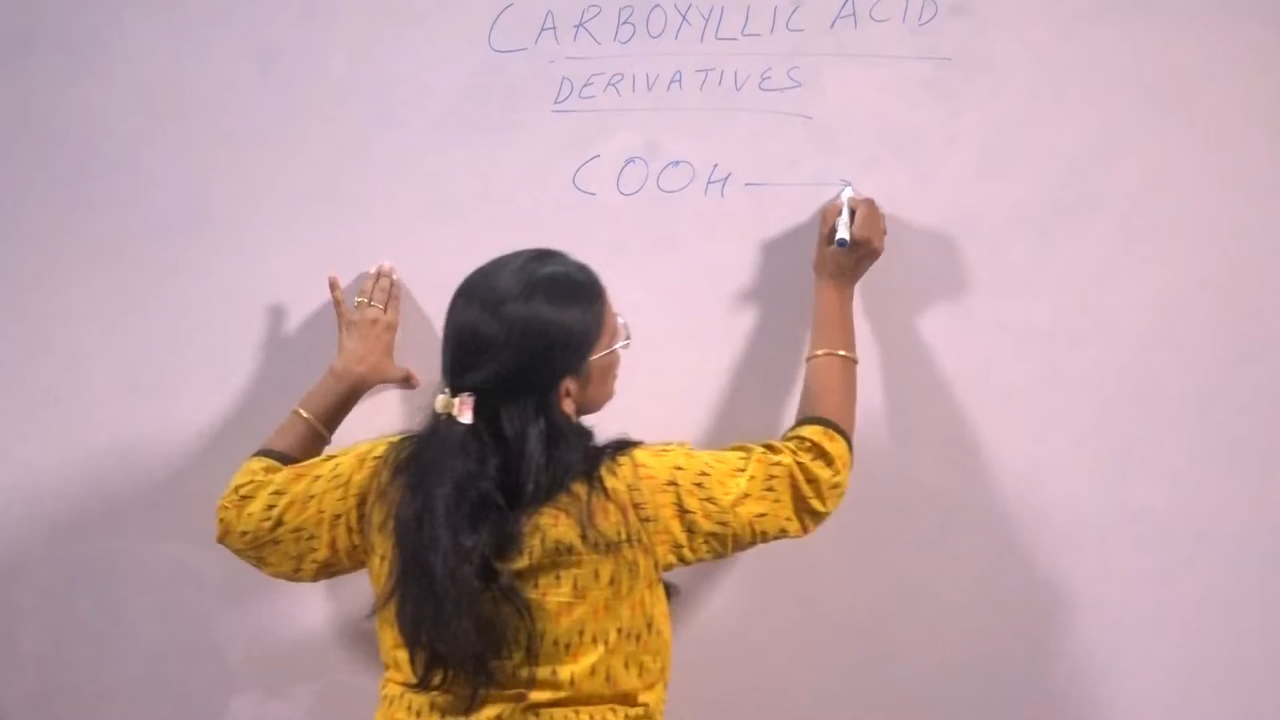 CARBOXYLLIC ACID
DERIVATIVES
COOH →